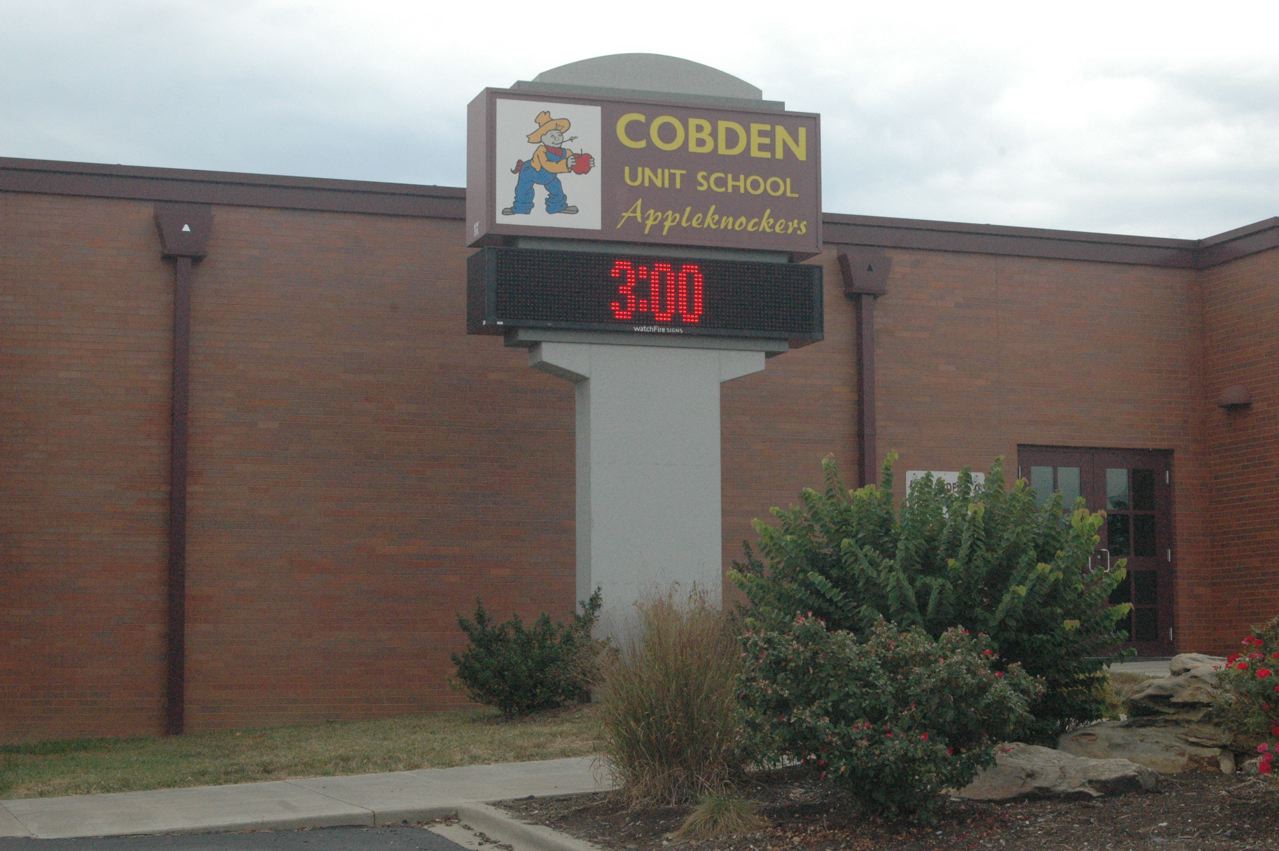 COBDEN
UNIT SCHOOL
Appleknockers
3:00
watchFire SIGNS